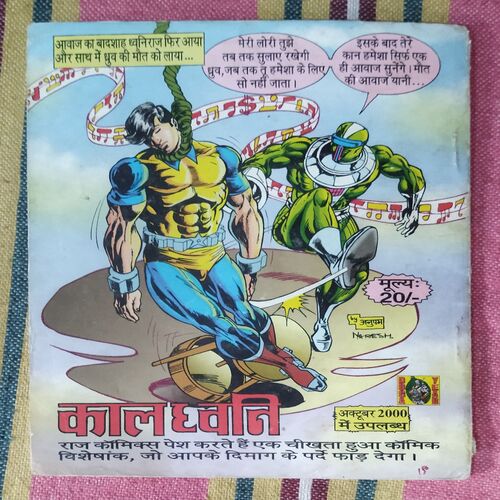 आवाज का बादशाह ध्वनिराज फिर आया
और साथ में ध्रुव की मौत को लाया...
मेरी लोरी तुझे
तब तक सुलाए रखेगी
ध्रुव, जब तक तू हमेशा के लिए
सो नहीं जाता।
इसके बाद तेरे
कान हमेशा सिर्फ एक
ही आवाज सुनेंगे। मौत
की आवाज यानी...
मूल्य:
20/-
by अनुपम
NARESH.
कालध्वनि
अक्टूबर 2000
में उपलब्ध
राज कॉमिक्स पेश करते हैं एक चीखता हुआ कॉमिक
विशेषांक, जो आपके दिमाग के पर्दे फाड़ देगा।